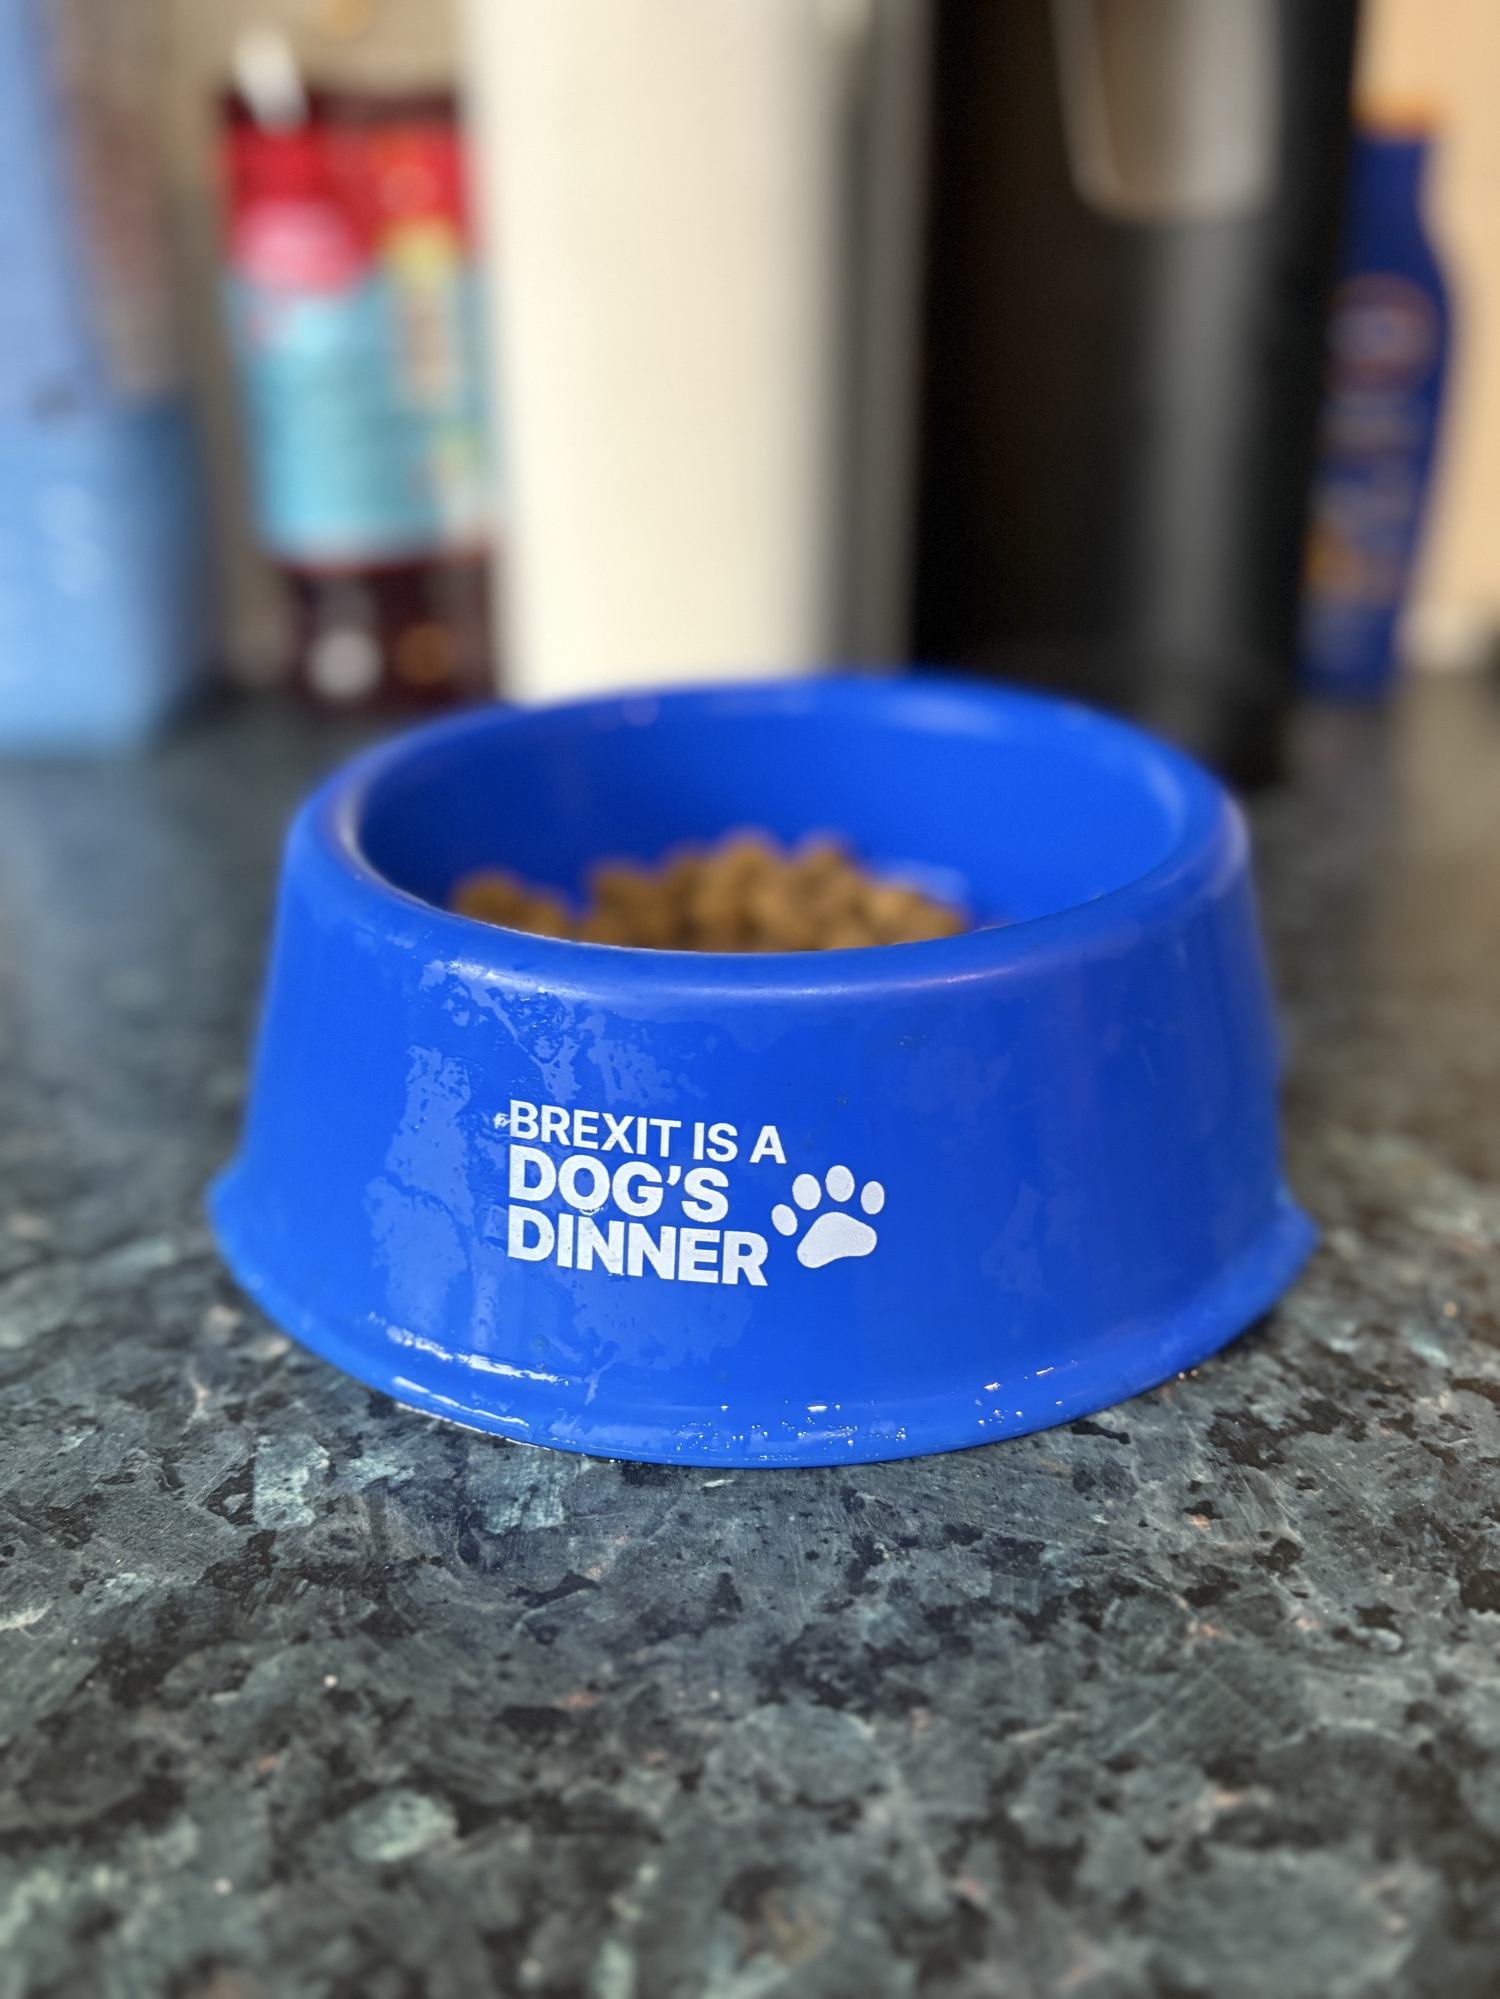 BREXIT IS A
DOG'S
DINNER